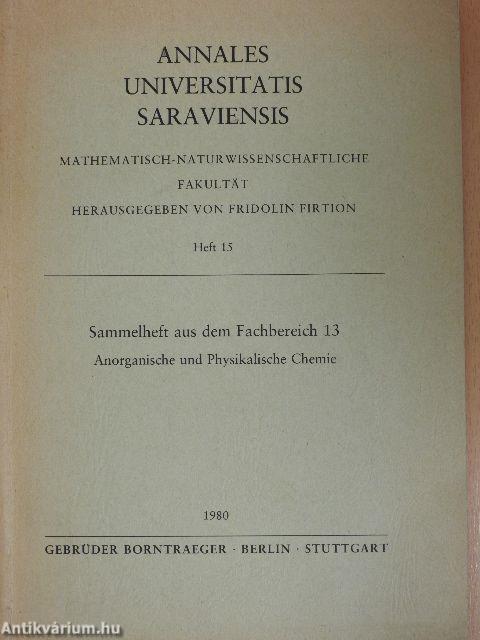 ANNALES
UNIVERSITATIS
SARAVIENSIS
MATHEMATISCH-NATURWISSENSCHAFTLICHE
FAKULTÄT
HERAUSGEGEBEN VON FRIDOLIN FIRTION
Heft 15
Sammelheft aus dem Fachbereich 13
Anorganische und Physikalische Chemie
1980
GEBRÜDER BORNTRAEGER · BERLIN · STUTTGART
Antikvárium.hu